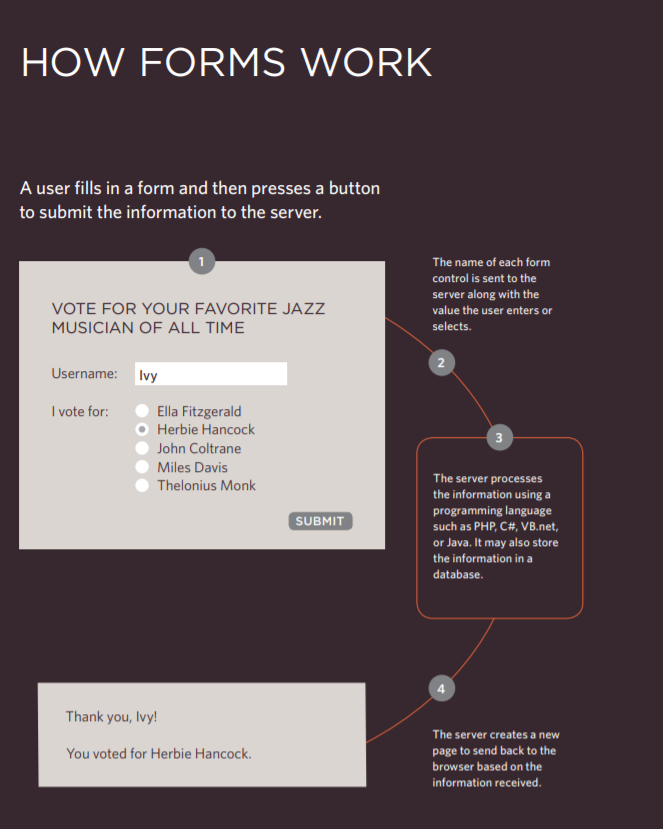 HOW FORMS WORK
A user fills in a form and then presses a button
to submit the information to the server.
1
VOTE FOR YOUR FAVORITE JAZZ
MUSICIAN OF ALL TIME
Username: Ivy
I vote for: Ella Fitzgerald
Herbie Hancock
John Coltrane
Miles Davis
Thelonius Monk
SUBMIT
The name of each form
control is sent to the
server along with the
value the user enters or
selects.
2
3
The server processes
the information using a
programming language
such as PHP, C#, VB.net,
or Java. It may also store
the information in a
database.
4
The server creates a new
page to send back to the
browser based on the
information received.
Thank you, Ivy!
You voted for Herbie Hancock.